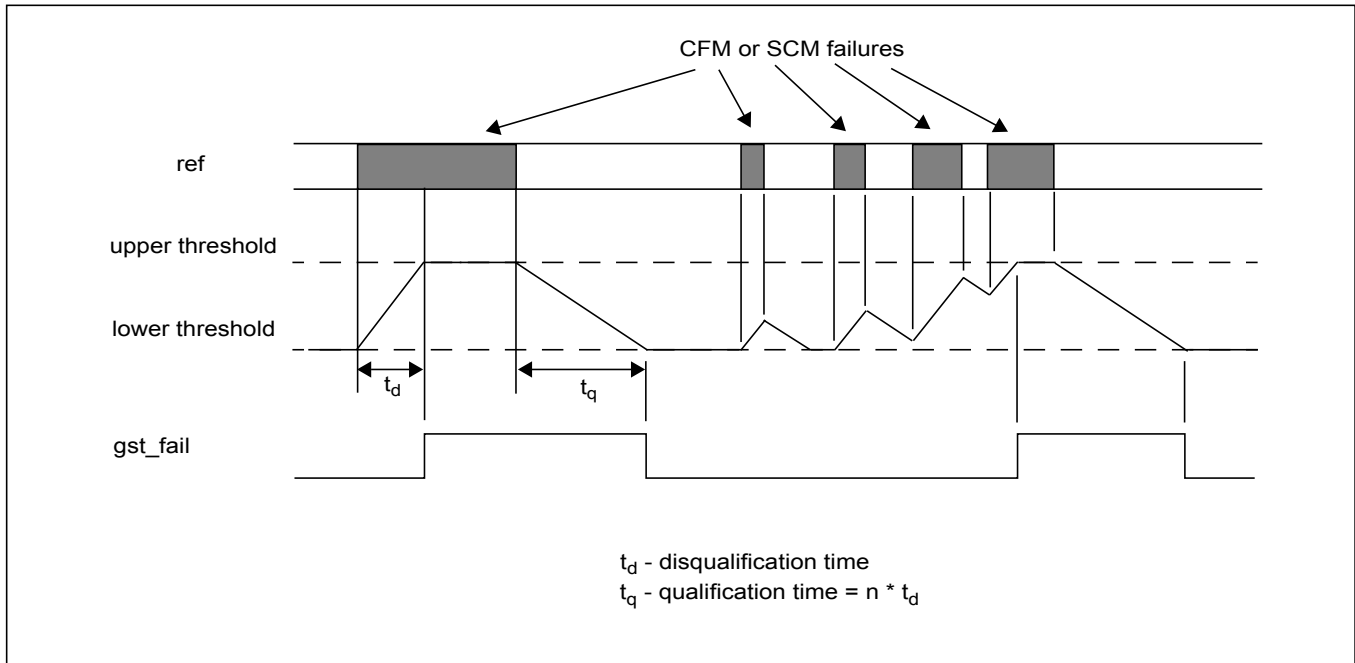 CFM or SCM failures
ref
upper threshold
lower threshold
td
tq
gst_fail
td - disqualification time
tq - qualification time = n * td